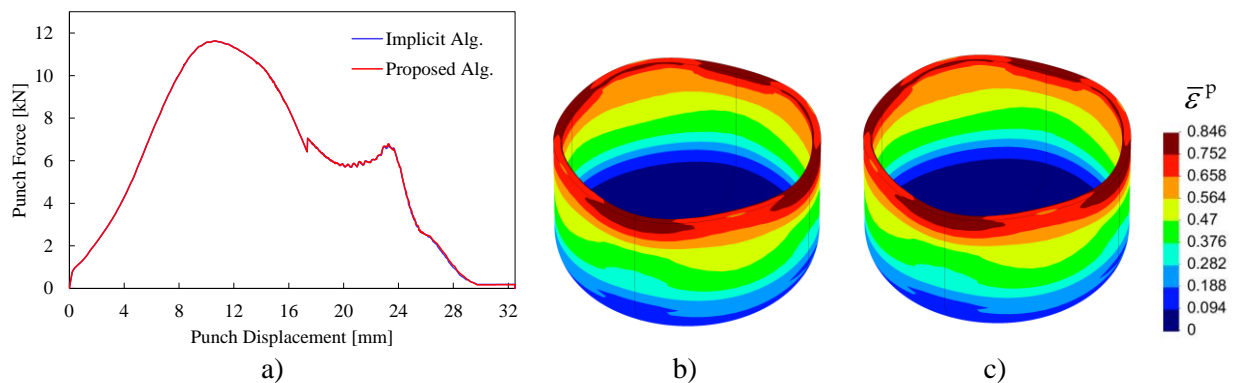 Punch Force [kN]
12
10
8
6
4
2
0
0 4 8 12 16 20 24 28 32
Punch Displacement [mm]
Implicit Alg.
Proposed Alg.
a)
b)
c)
ε̅ᵖ
0.846
0.752
0.658
0.564
0.47
0.376
0.282
0.188
0.094
0